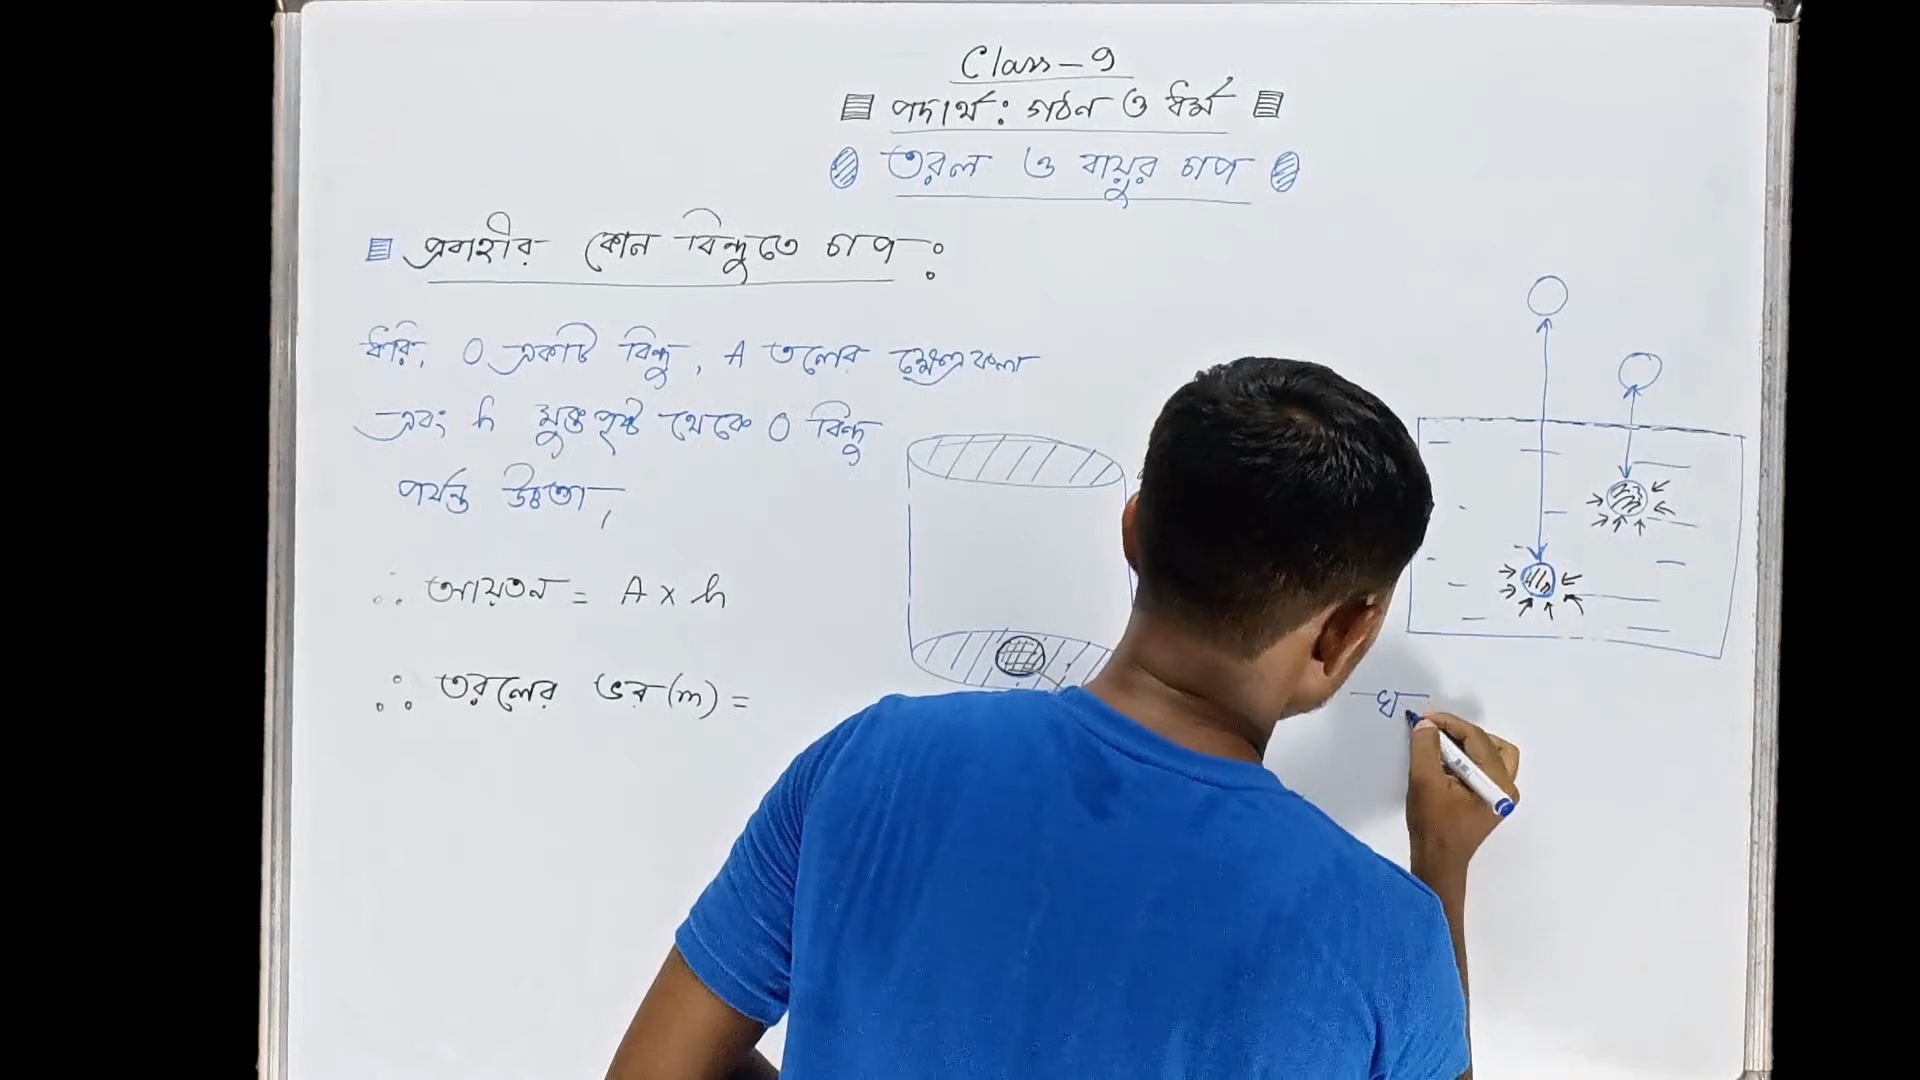 Class-9
পদার্থ: গঠন ও ধর্ম
তরল ও বায়ুর চাপ
প্রবাহীর কোন বিন্দুতে চাপ:
ধরি, O একটি বিন্দু, A তলের ক্ষেত্রফল
এবং h মুক্তপৃষ্ট থেকে O বিন্দু
পর্যন্ত উচ্চতা,
∴ আয়তন = A x h
∴ তরলের ভর (m) =
ঘ